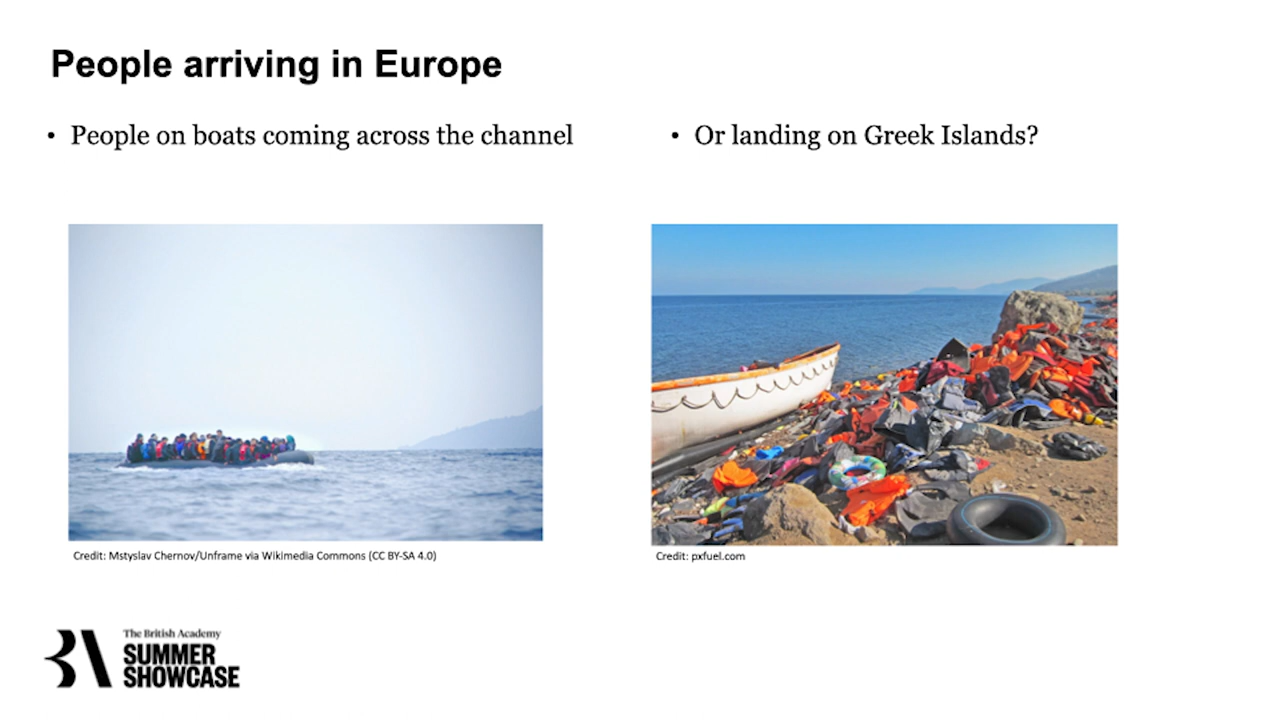 People arriving in Europe
• People on boats coming across the channel
• Or landing on Greek Islands?
Credit: Mstyslav Chernov/Unframe via Wikimedia Commons (CC BY-SA 4.0)
Credit: pxfuel.com
The British Academy
SUMMER
SHOWCASE